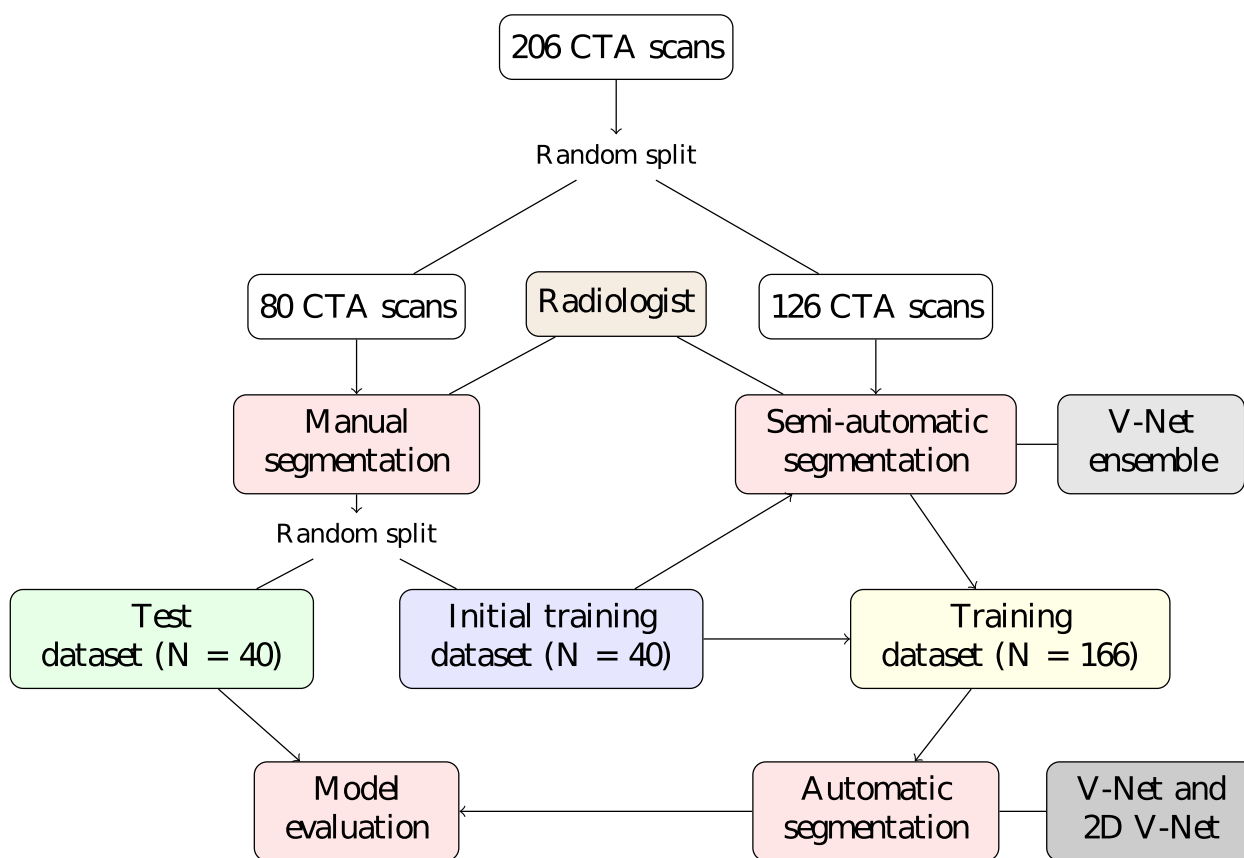 206 CTA scans
Random split
80 CTA scans
Radiologist
126 CTA scans
Manual
segmentation
Semi-automatic
segmentation
V-Net
ensemble
Random split
Test
dataset (N = 40)
Initial training
dataset (N = 40)
Training
dataset (N = 166)
Model
evaluation
Automatic
segmentation
V-Net and
2D V-Net